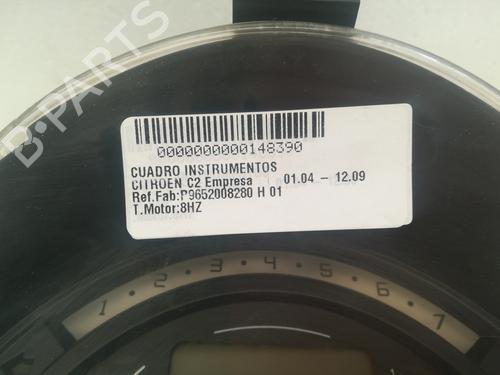 B-PARTS
0000000000148390
CUADRO INSTRUMENTOS
CITROËN C2 Empresa 01.04 – 12.09
Ref.Fab:P9652008280 H 01
T.Motor:8HZ
1 · 2 · 3 · 4 · 5 · 6 · 7